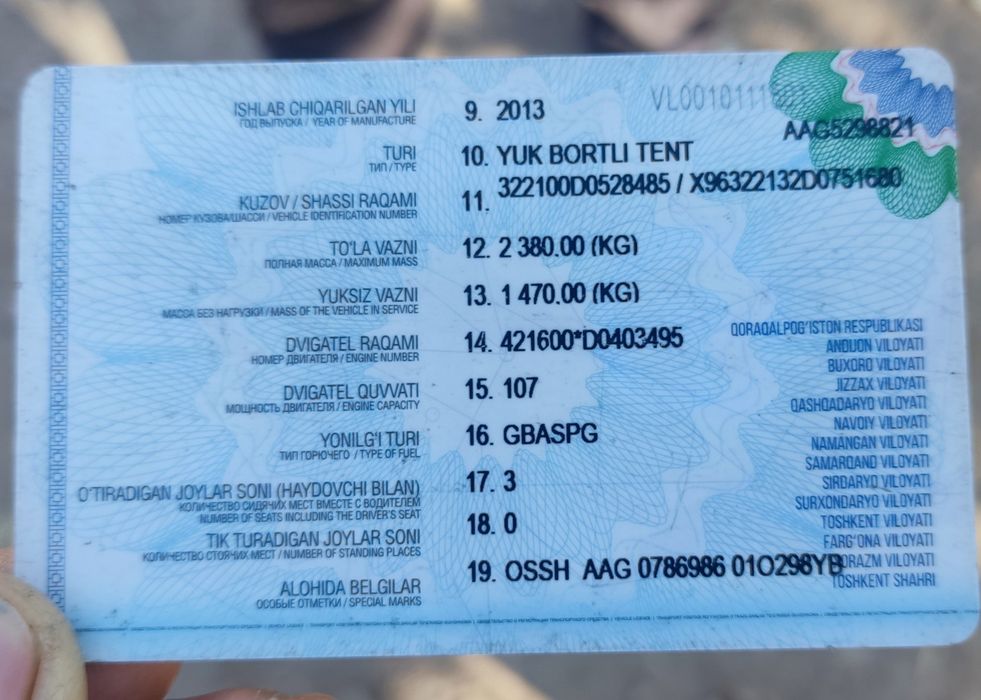 VL0010111
AAG5298821
ISHLAB CHIQARILGAN YILI
ГОД ВЫПУСКА / YEAR OF MANUFACTURE
9. 2013
TURI
ТИП / TYPE
10. YUK BORTLI TENT
KUZOV / SHASSI RAQAMI
НОМЕР КУЗОВА/ШАССИ / VEHICLE IDENTIFICATION NUMBER
11. 322100D0528485 / X96322132D0751680
TO'LA VAZNI
ПОЛНАЯ МАССА / MAXIMUM MASS
12. 2 380.00 (KG)
YUKSIZ VAZNI
МАССА БЕЗ НАГРУЗКИ / MASS OF THE VEHICLE IN SERVICE
13. 1 470.00 (KG)
DVIGATEL RAQAMI
НОМЕР ДВИГАТЕЛЯ / ENGINE NUMBER
14. 421600*D0403495
DVIGATEL QUVVATI
МОЩНОСТЬ ДВИГАТЕЛЯ / ENGINE CAPACITY
15. 107
YONILG'I TURI
ТИП ГОРЮЧЕГО / TYPE OF FUEL
16. GBASPG
O'TIRADIGAN JOYLAR SONI (HAYDOVCHI BILAN)
КОЛИЧЕСТВО СИДЯЧИХ МЕСТ ВМЕСТЕ С ВОДИТЕЛЕМ
NUMBER OF SEATS INCLUDING THE DRIVER'S SEAT
17. 3
TIK TURADIGAN JOYLAR SONI
КОЛИЧЕСТВО СТОЯЧИХ МЕСТ / NUMBER OF STANDING PLACES
18. 0
ALOHIDA BELGILAR
ОСОБЫЕ ОТМЕТКИ / SPECIAL MARKS
19. OSSH AAG 0786986 01O298YB
QORAQALPOG'ISTON RESPUBLIKASI
ANDIJON VILOYATI
BUXORO VILOYATI
JIZZAX VILOYATI
QASHQADARYO VILOYATI
NAVOIY VILOYATI
NAMANGAN VILOYATI
SAMARQAND VILOYATI
SIRDARYO VILOYATI
SURXONDARYO VILOYATI
TOSHKENT VILOYATI
FARG'ONA VILOYATI
ORAZM VILOYATI
TOSHKENT SHAHRI